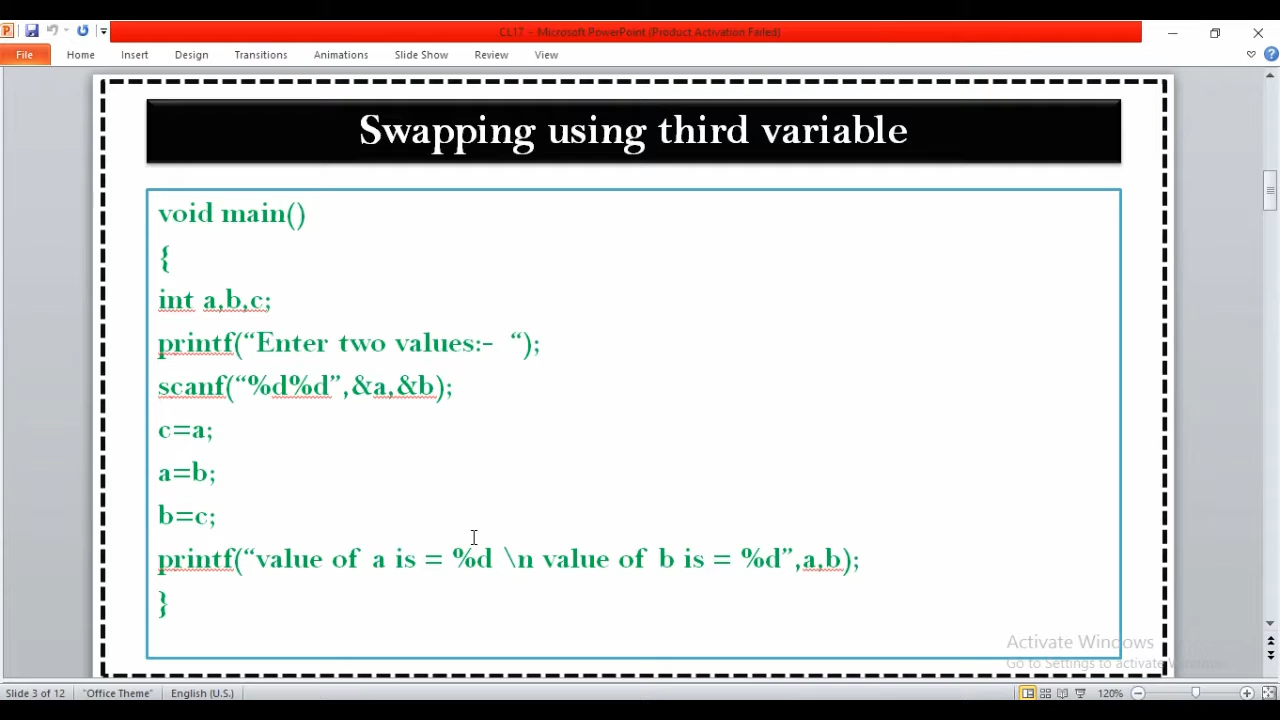 CL17 - Microsoft PowerPoint (Product Activation Failed)
File Home Insert Design Transitions Animations Slide Show Review View
Swapping using third variable
void main()
{
int a,b,c;
printf(“Enter two values:- “);
scanf(“%d%d”,&a,&b);
c=a;
a=b;
b=c;
printf(“value of a is = %d \n value of b is = %d”,a,b);
}
Activate Windows
Go to Settings to activate Windows.
Slide 3 of 12 "Office Theme" English (U.S.) 120%